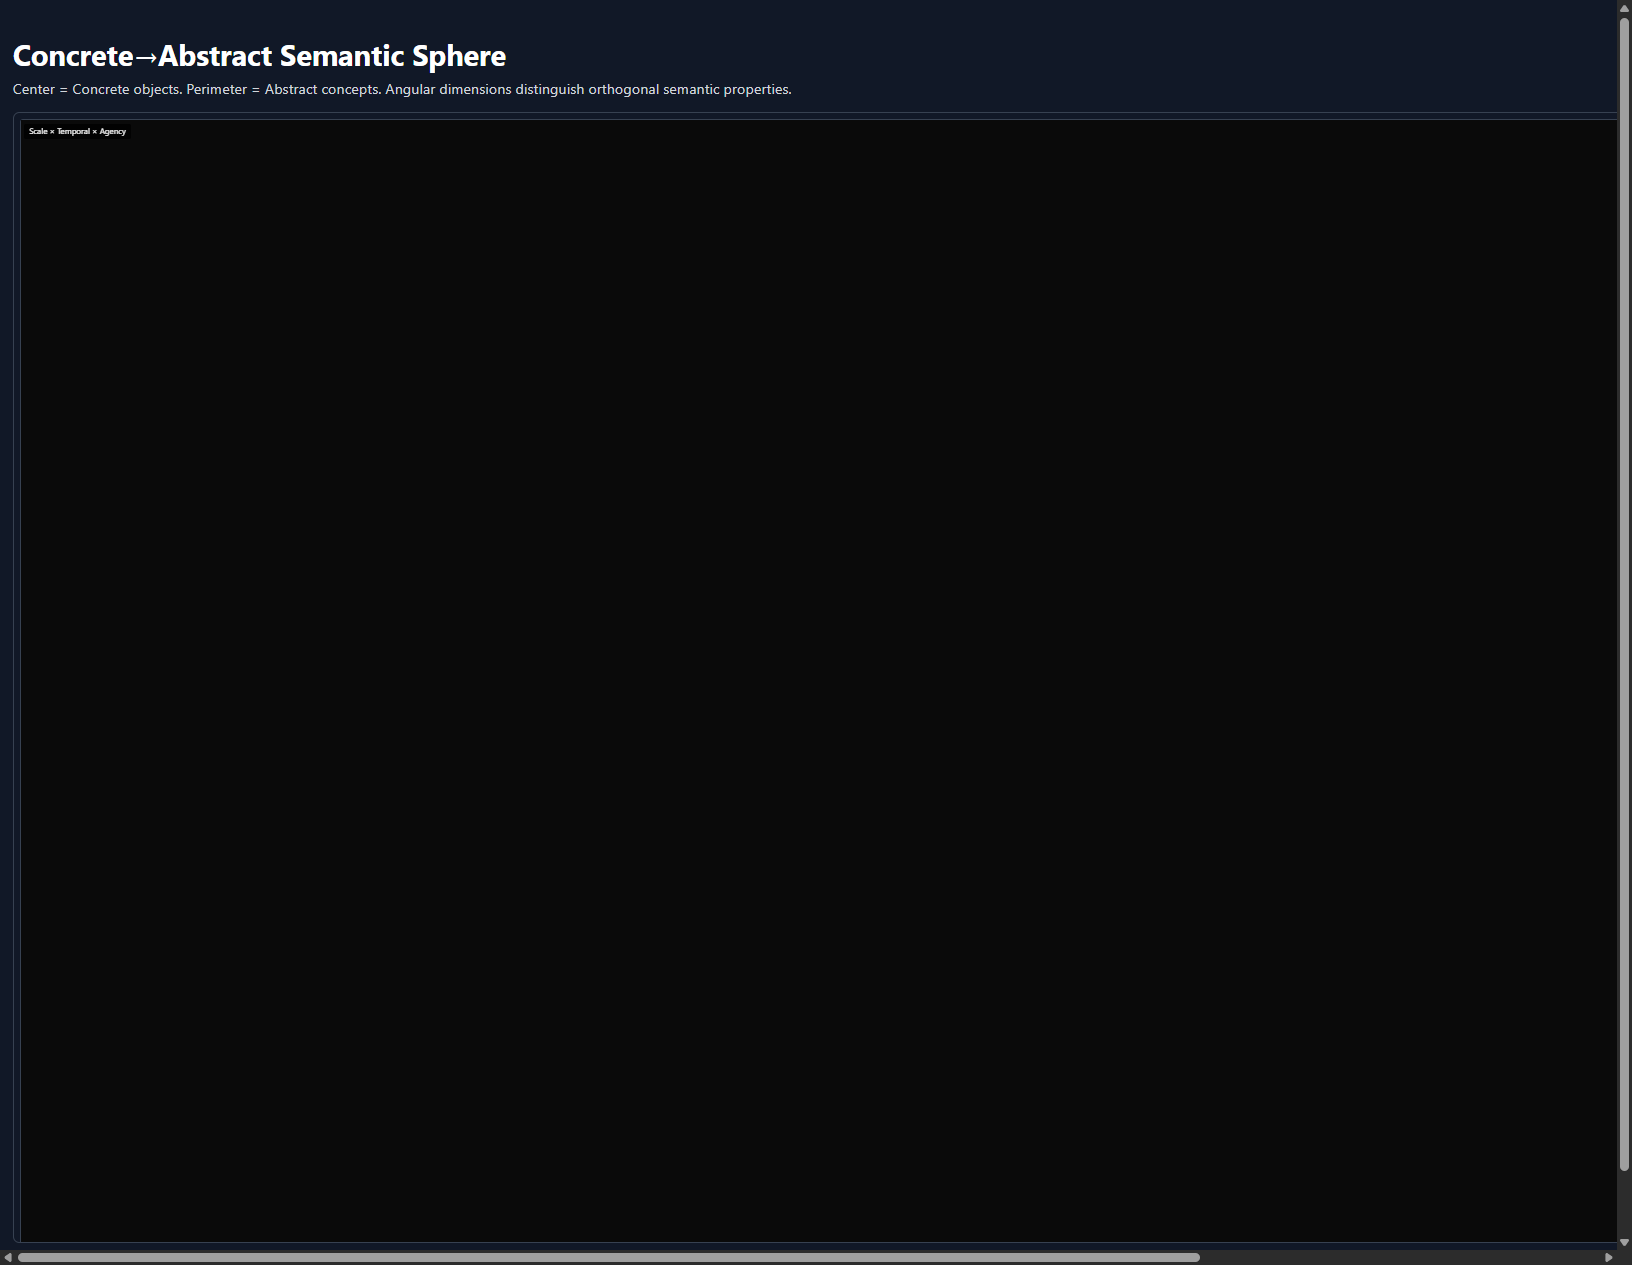 Concrete→Abstract Semantic Sphere
Center = Concrete objects. Perimeter = Abstract concepts. Angular dimensions distinguish orthogonal semantic properties.
Scale × Temporal × Agency